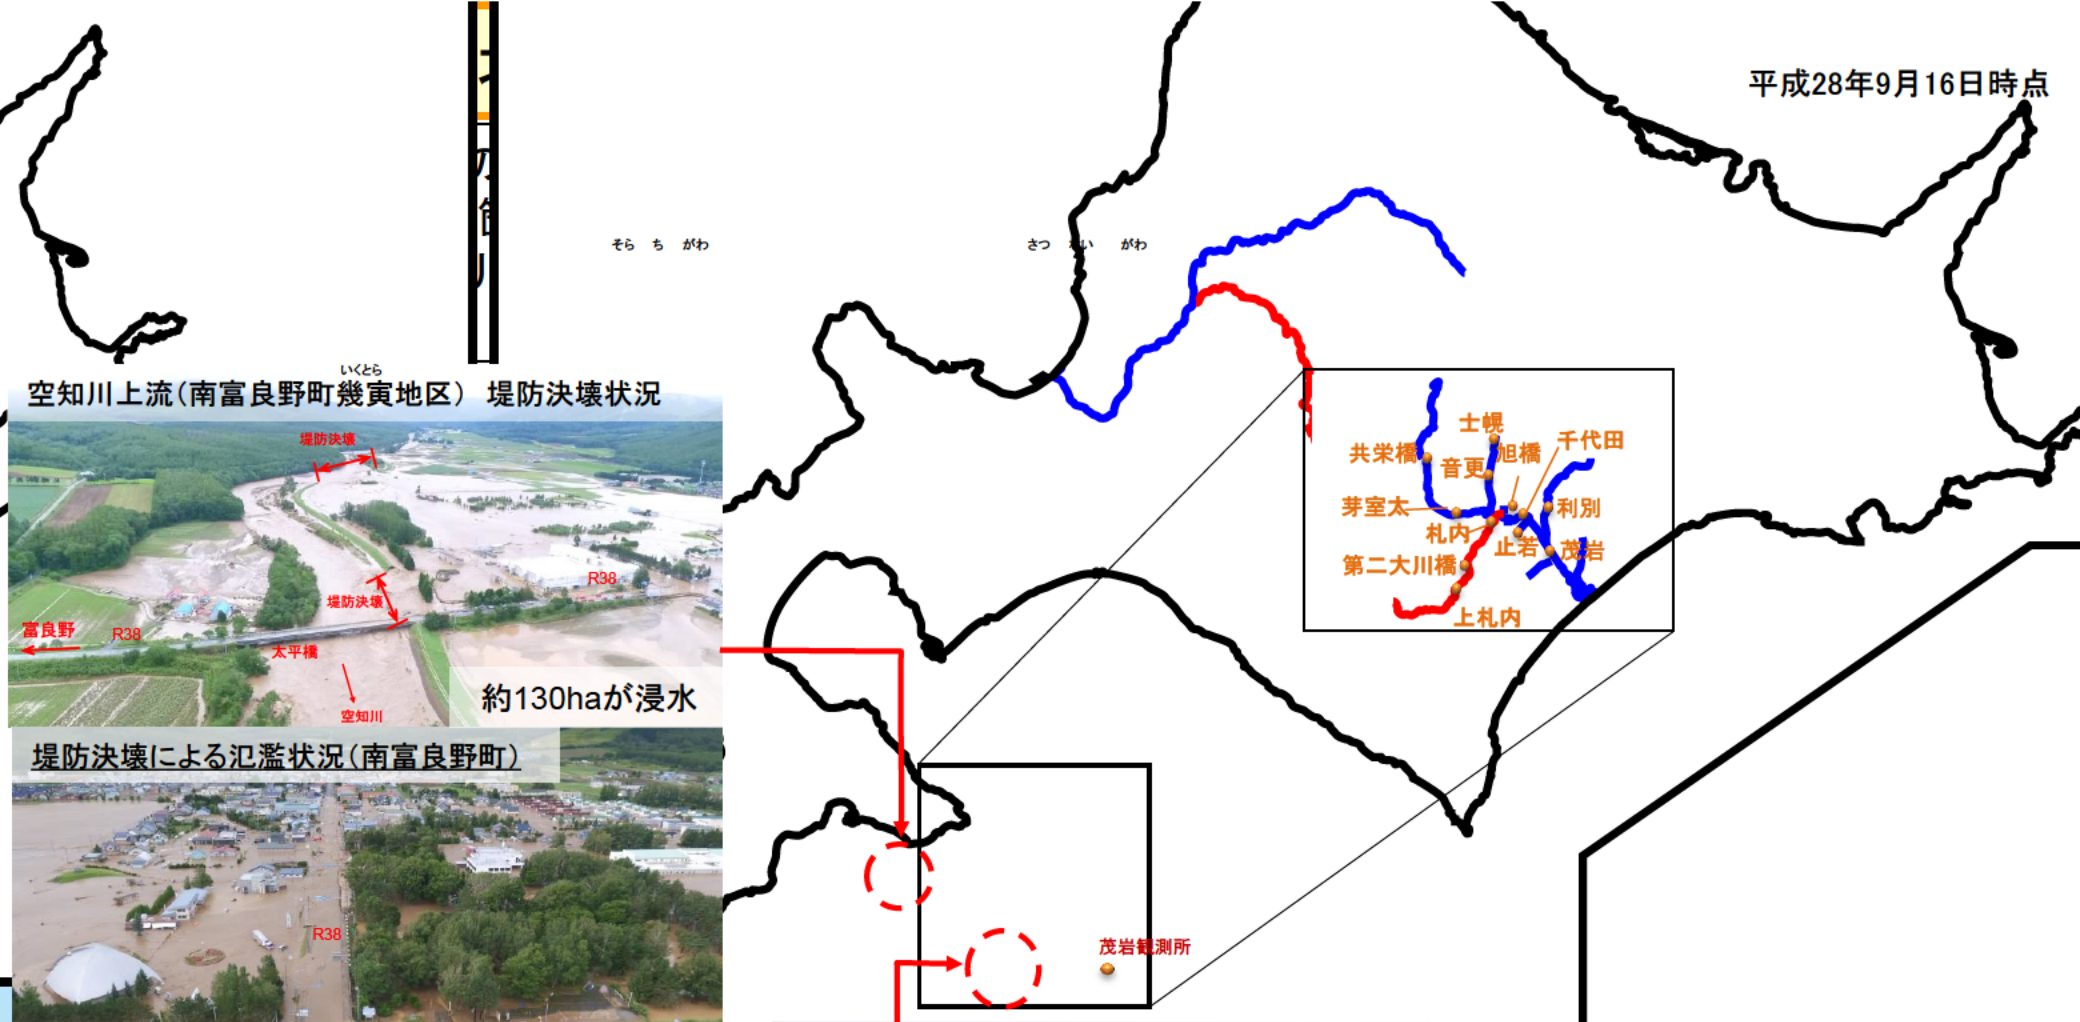 平成28年9月16日時点
そら ち がわ
さつ ない がわ
いくとら
空知川上流(南富良野町幾寅地区) 堤防決壊状況
堤防決壊
R38
堤防決壊
富良野
R38
太平橋
空知川
約130haが浸水
堤防決壊による氾濫状況(南富良野町)
R38
士幌
千代田
共栄橋
旭橋
音更
芽室太
利別
札内
止若
茂岩
第二大川橋
上札内
茂岩観測所